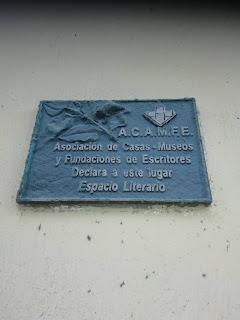 A.C.A.M.F.E.
Asociación de Casas-Museos
y Fundaciones de Escritores
Declara a este lugar
Espacio Literario